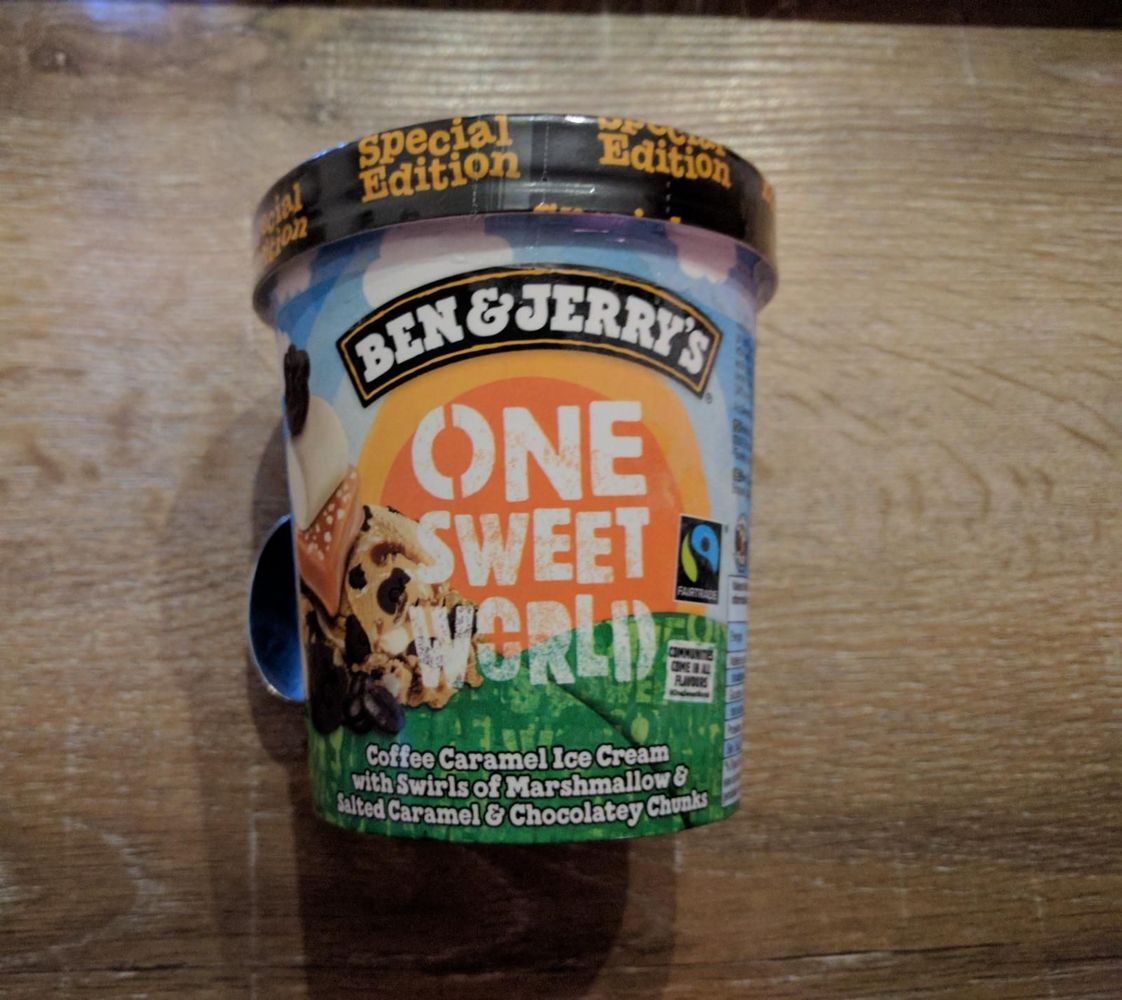 Special
Edition
Special
Edition
BEN & JERRY'S
ONE
SWEET
WORLD
FAIRTRADE
COMMUNITIES
COME IN ALL
FLAVOURS
Coffee Caramel Ice Cream
with Swirls of Marshmallow &
Salted Caramel & Chocolatey Chunks